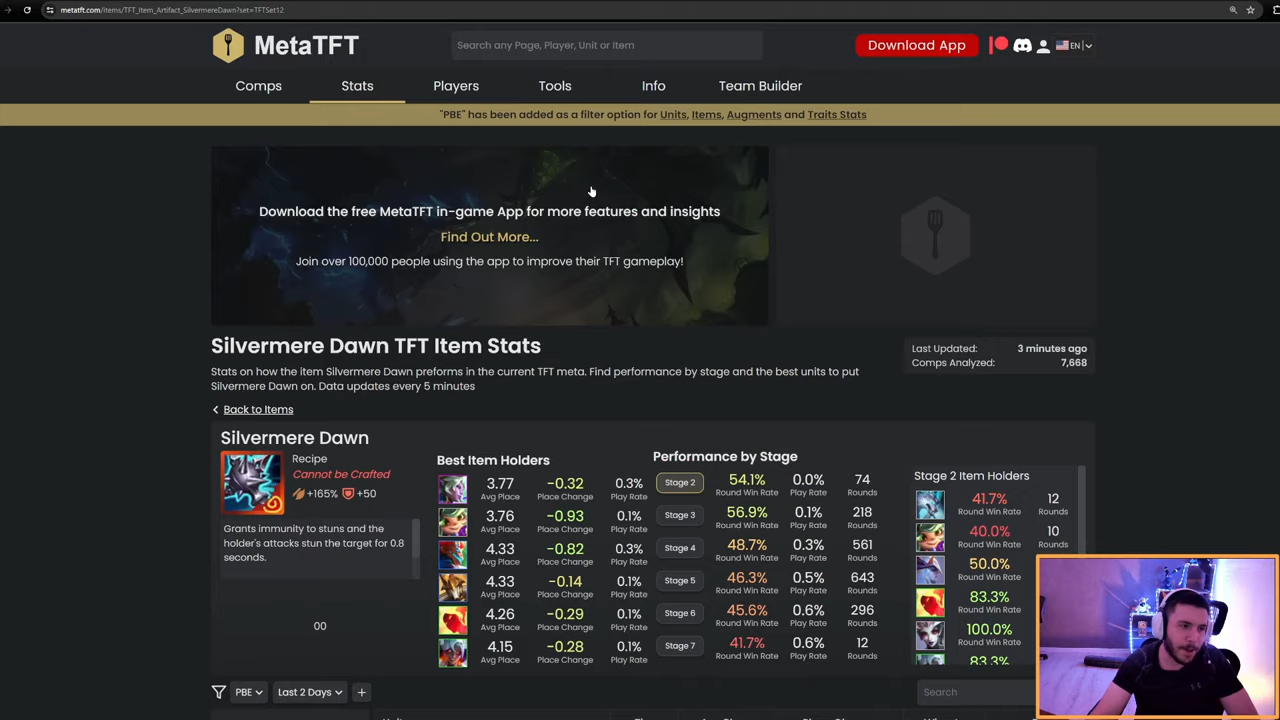 metatft.com/items/TFT_Item_Artifact_SilvermereDawn?set=TFTSet12
MetaTFT
Search any Page, Player, Unit or Item
Download App
EN
Comps
Stats
Players
Tools
Info
Team Builder
"PBE" has been added as a filter option for Units, Items, Augments and Traits Stats
Download the free MetaTFT in-game App for more features and insights
Find Out More...
Join over 100,000 people using the app to improve their TFT gameplay!
Silvermere Dawn TFT Item Stats
Stats on how the item Silvermere Dawn preforms in the current TFT meta. Find performance by stage and the best units to put
Silvermere Dawn on. Data updates every 5 minutes
Last Updated: 3 minutes ago
Comps Analyzed: 7,668
Back to Items
Silvermere Dawn
Recipe
Cannot be Crafted
+165% +50
Grants immunity to stuns and the
holder's attacks stun the target for 0.8
seconds.
00
Best Item Holders
3.77 -0.32 0.3%
Avg Place Place Change Play Rate
3.76 -0.93 0.1%
Avg Place Place Change Play Rate
4.33 -0.82 0.3%
Avg Place Place Change Play Rate
4.33 -0.14 0.1%
Avg Place Place Change Play Rate
4.26 -0.29 0.1%
Avg Place Place Change Play Rate
4.15 -0.28 0.1%
Avg Place Place Change Play Rate
Performance by Stage
Stage 2 54.1% 0.0% 74
Round Win Rate Play Rate Rounds
Stage 3 56.9% 0.1% 218
Round Win Rate Play Rate Rounds
Stage 4 48.7% 0.3% 561
Round Win Rate Play Rate Rounds
Stage 5 46.3% 0.5% 643
Round Win Rate Play Rate Rounds
Stage 6 45.6% 0.6% 296
Round Win Rate Play Rate Rounds
Stage 7 41.7% 0.6% 12
Round Win Rate Play Rate Rounds
Stage 2 Item Holders
41.7% 12
Round Win Rate Rounds
40.0% 10
Round Win Rate Rounds
50.0%
Round Win Rate
83.3%
Round Win Rate
100.0%
Round Win Rate
83.3%
PBE
Last 2 Days
+
Search